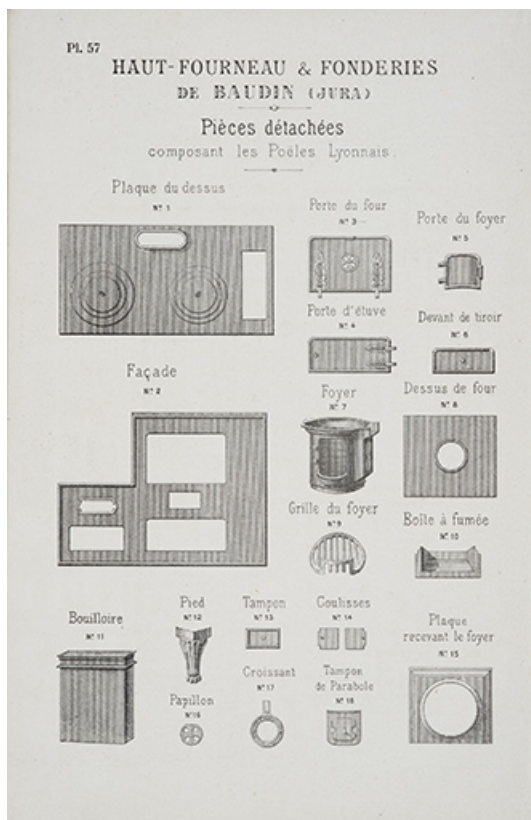 Pl. 57
HAUT-FOURNEAU & FONDERIES
DE BAUDIN (JURA)
Pièces détachées
composant les Poëles Lyonnais.
Plaque du dessus
N° 1
Porte du four
N° 3
Porte du foyer
N° 5
Porte d'étuve
N° 4
Devant de tiroir
N° 6
Façade
N° 2
Foyer
N° 7
Dessus de four
N° 8
Grille du foyer
N° 9
Boîte à fumée
N° 10
Bouilloire
N° 11
Pied
N° 12
Tampon
N° 13
Coulisses
N° 14
Plaque
recevant le foyer
N° 15
Papillon
N° 16
Croissant
N° 17
Tampon
de Parabole
N° 18